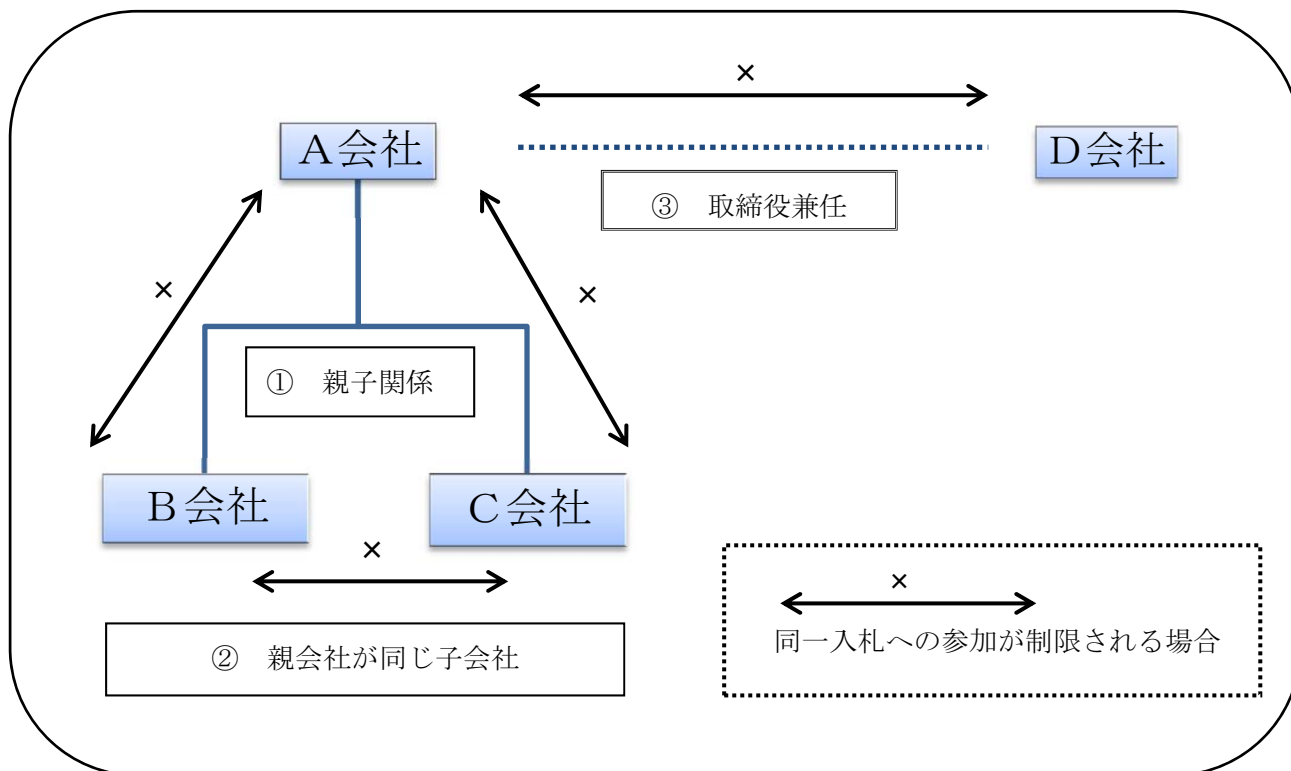 ×
Ａ会社
Ｄ会社
③　取締役兼任
×
×
①　親子関係
Ｂ会社
Ｃ会社
×
②　親会社が同じ子会社
×
同一入札への参加が制限される場合